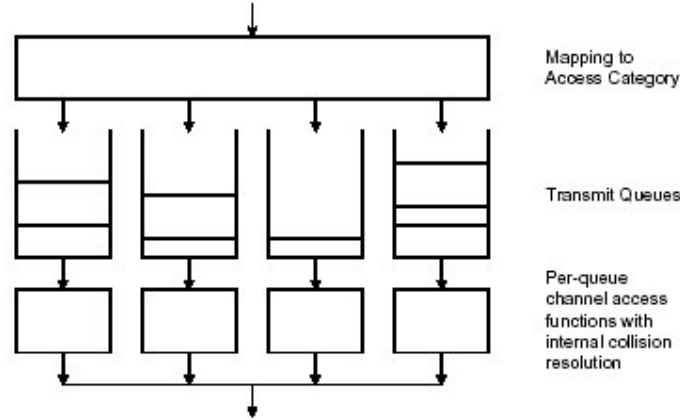 Mapping to
Access Category
Transmit Queues
Per-queue
channel access
functions with
internal collision
resolution